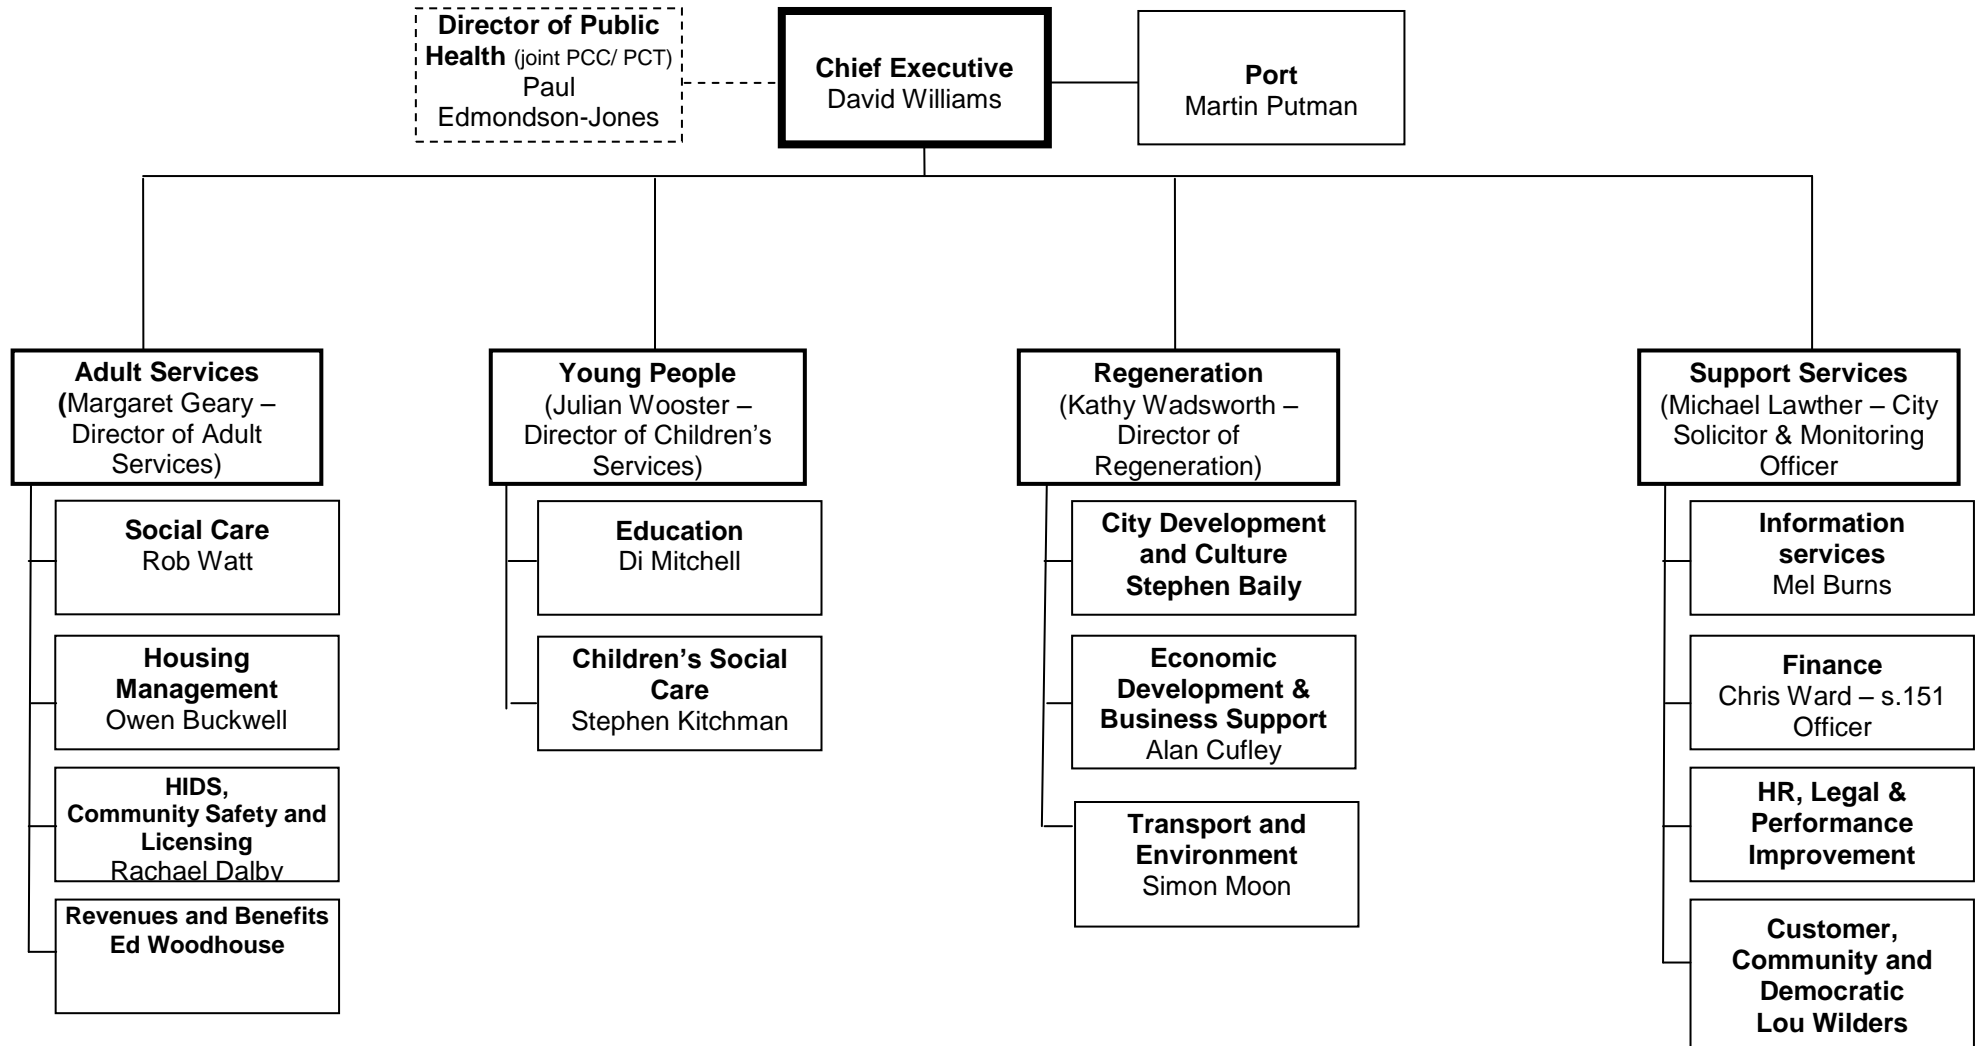 Director of Public
Health (joint PCC/ PCT)
Paul
Edmondson-Jones
Chief Executive
David Williams
Port
Martin Putman
Adult Services
(Margaret Geary –
Director of Adult
Services)
Social Care
Rob Watt
Housing
Management
Owen Buckwell
HIDS,
Community Safety and
Licensing
Rachael Dalby
Revenues and Benefits
Ed Woodhouse
Young People
(Julian Wooster –
Director of Children’s
Services)
Education
Di Mitchell
Children’s Social
Care
Stephen Kitchman
Regeneration
(Kathy Wadsworth –
Director of
Regeneration)
City Development
and Culture
Stephen Baily
Economic
Development &
Business Support
Alan Cufley
Transport and
Environment
Simon Moon
Support Services
(Michael Lawther – City
Solicitor & Monitoring
Officer
Information
services
Mel Burns
Finance
Chris Ward – s.151
Officer
HR, Legal &
Performance
Improvement
Customer,
Community and
Democratic
Lou Wilders